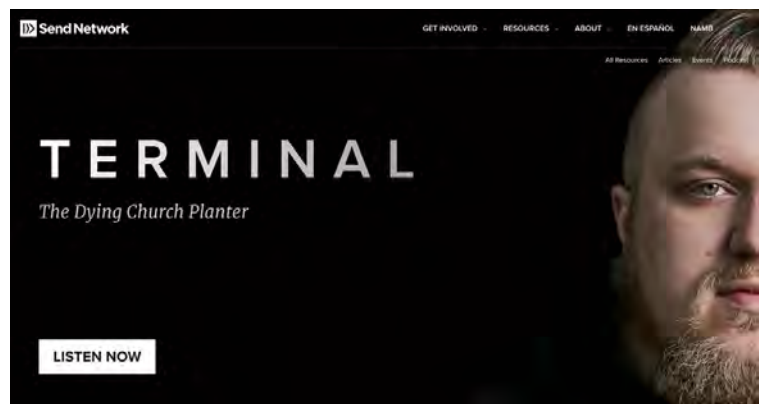 Send Network
GET INVOLVED RESOURCES ABOUT EN ESPAÑOL NAMB
All Resources Articles Events Podcast
TERMINAL
The Dying Church Planter
LISTEN NOW